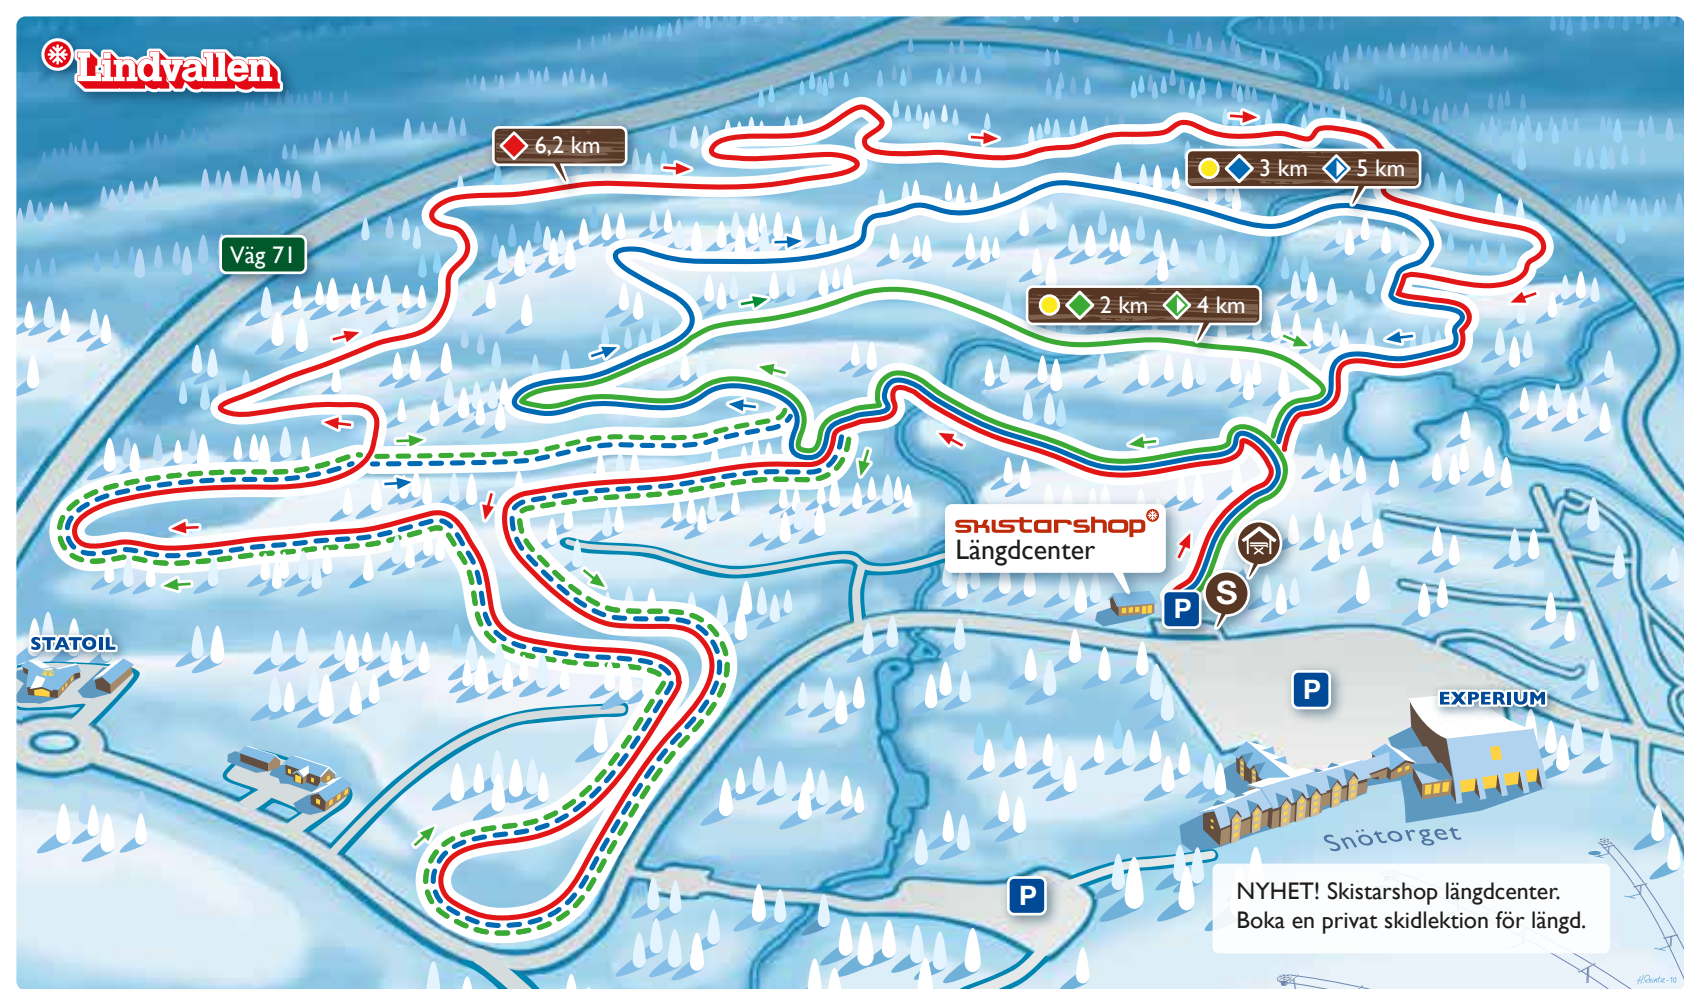 Lindvallen
6,2 km
3 km 5 km
Väg 71
2 km 4 km
skistarshop
Längdcenter
S
P
STATOIL
P
EXPERIUM
Snötorget
P
NYHET! Skistarshop längdcenter.
Boka en privat skidlektion för längd.